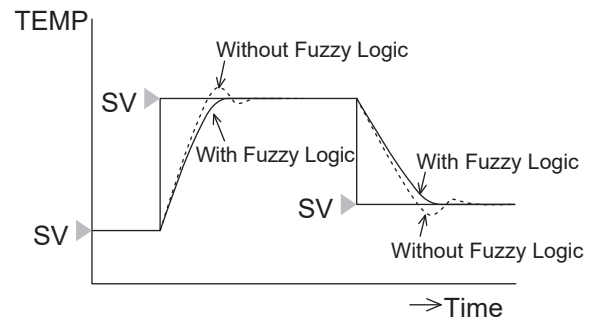 TEMP
Without Fuzzy Logic
SV
With Fuzzy Logic
With Fuzzy Logic
SV
SV
Without Fuzzy Logic
→Time